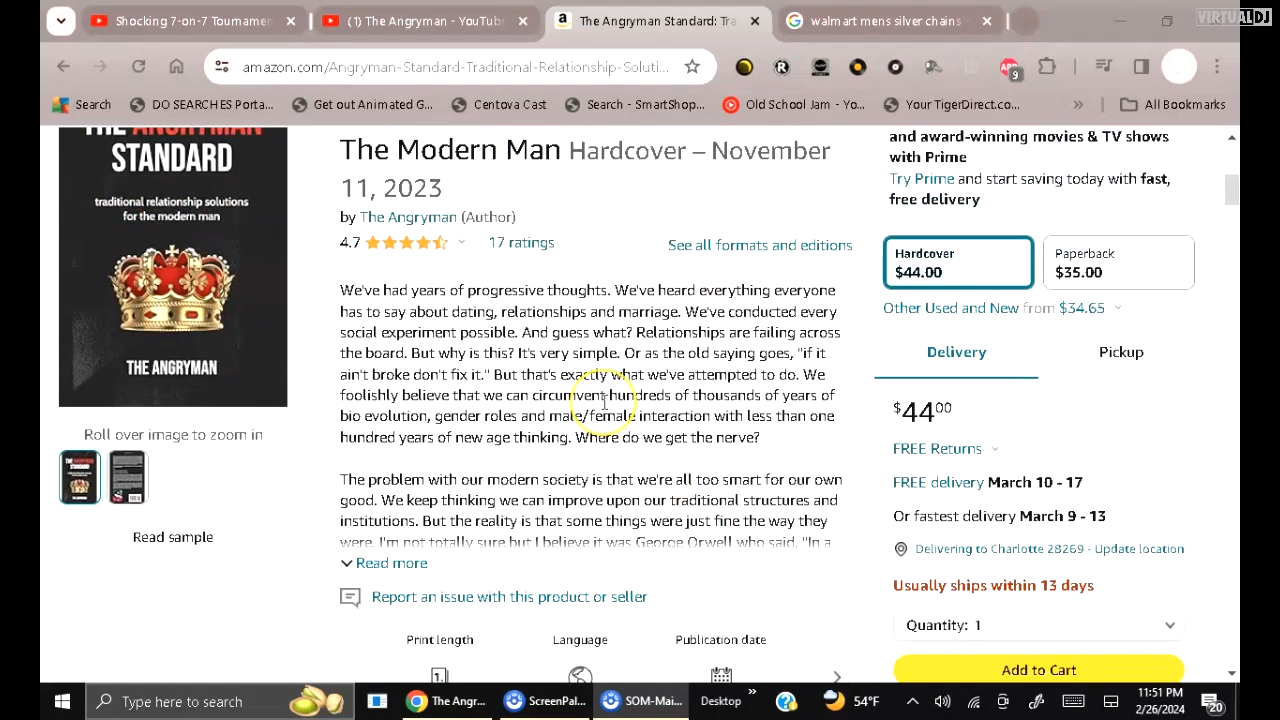 Shocking 7-on-7 Tournamen
(1) The Angryman - YouTub
The Angryman Standard: Tra
walmart mens silver chains
VIRTUALDJ
amazon.com/Angryman-Standard-Traditional-Relationship-Soluti...
9
Search
DO SEARCHES Porta...
Get out Animated G...
Centova Cast
Search - SmartShop...
Old School Jam - Yo...
Your TigerDirect.co...
All Bookmarks
THE ANGRYMAN
STANDARD
traditional relationship solutions
for the modern man
THE ANGRYMAN
Roll over image to zoom in
Read sample
The Modern Man Hardcover – November
11, 2023
by The Angryman (Author)
4.7 17 ratings
See all formats and editions
We've had years of progressive thoughts. We've heard everything everyone
has to say about dating, relationships and marriage. We've conducted every
social experiment possible. And guess what? Relationships are failing across
the board. But why is this? It's very simple. Or as the old saying goes, "if it
ain't broke don't fix it." But that's exactly what we've attempted to do. We
foolishly believe that we can circumvent hundreds of thousands of years of
bio evolution, gender roles and male/female interaction with less than one
hundred years of new age thinking. Where do we get the nerve?
The problem with our modern society is that we're all too smart for our own
good. We keep thinking we can improve upon our traditional structures and
institutions. But the reality is that some things were just fine the way they
were. I'm not totally sure but I believe it was George Orwell who said, "In a
Read more
Report an issue with this product or seller
Print length
Language
Publication date
and award-winning movies & TV shows
with Prime
Try Prime and start saving today with fast,
free delivery
Hardcover
$44.00
Paperback
$35.00
Other Used and New from $34.65
Delivery
Pickup
$44.00
FREE Returns
FREE delivery March 10 - 17
Or fastest delivery March 9 - 13
Delivering to Charlotte 28269 - Update location
Usually ships within 13 days
Quantity: 1
Add to Cart
Type here to search
The Angr...
ScreenPal...
SOM-Mai...
Desktop
54°F
11:51 PM
2/26/2024
20